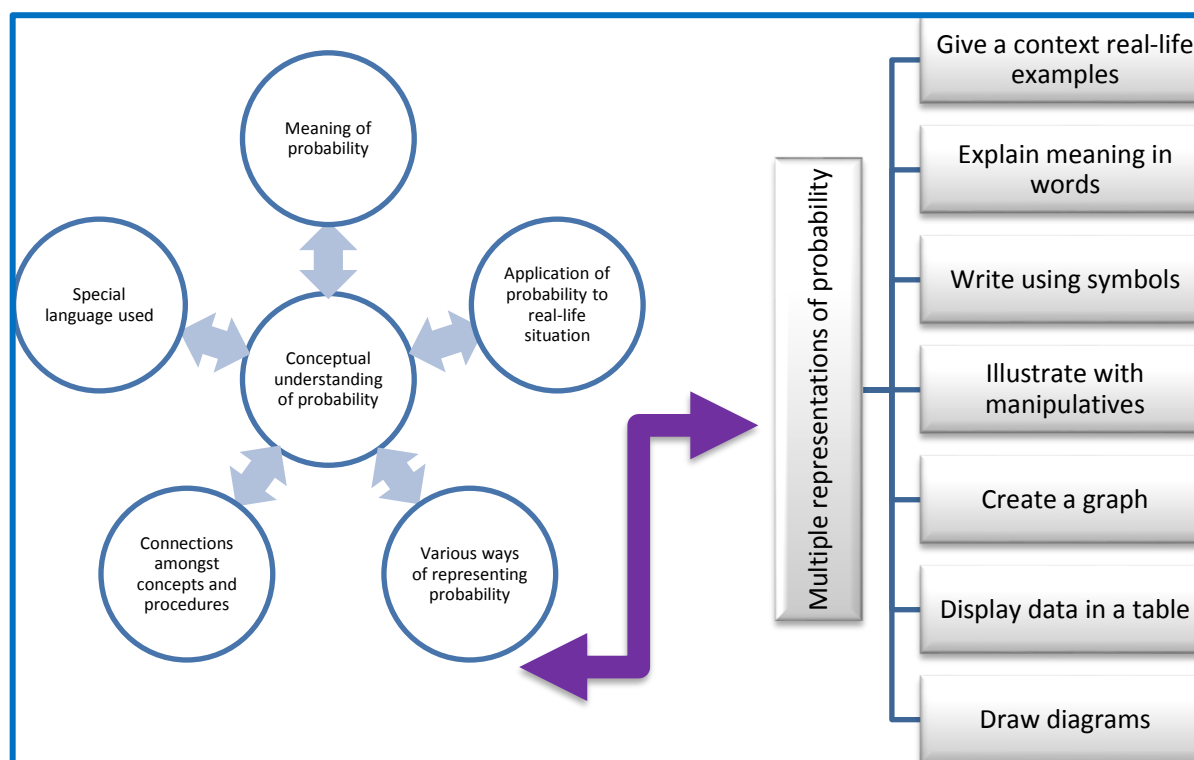 Meaning of
probability
Application of
probability to
real-life
situation
Special
language used
Conceptual
understanding
of probability
Connections
amongst
concepts and
procedures
Various ways
of representing
probability
Multiple representations of probability
Give a context real-life
examples
Explain meaning in
words
Write using symbols
Illustrate with
manipulatives
Create a graph
Display data in a table
Draw diagrams